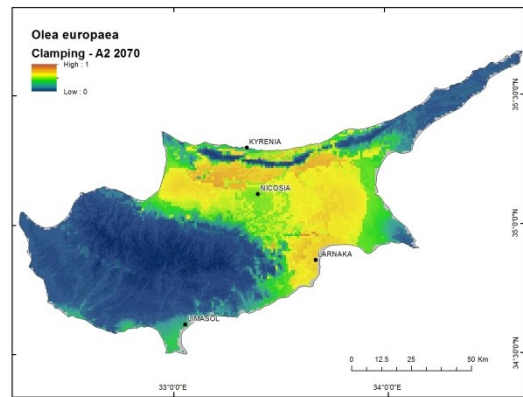 Olea europaea
Clamping - A2 2070
High : 1
Low : 0
KYRENIA
NICOSIA
LARNAKA
LIMASOL
35°30'0"N
35°0'0"N
34°0'0"N
0 12.5 25 50 Km
33°0'0"E
34°0'0"E